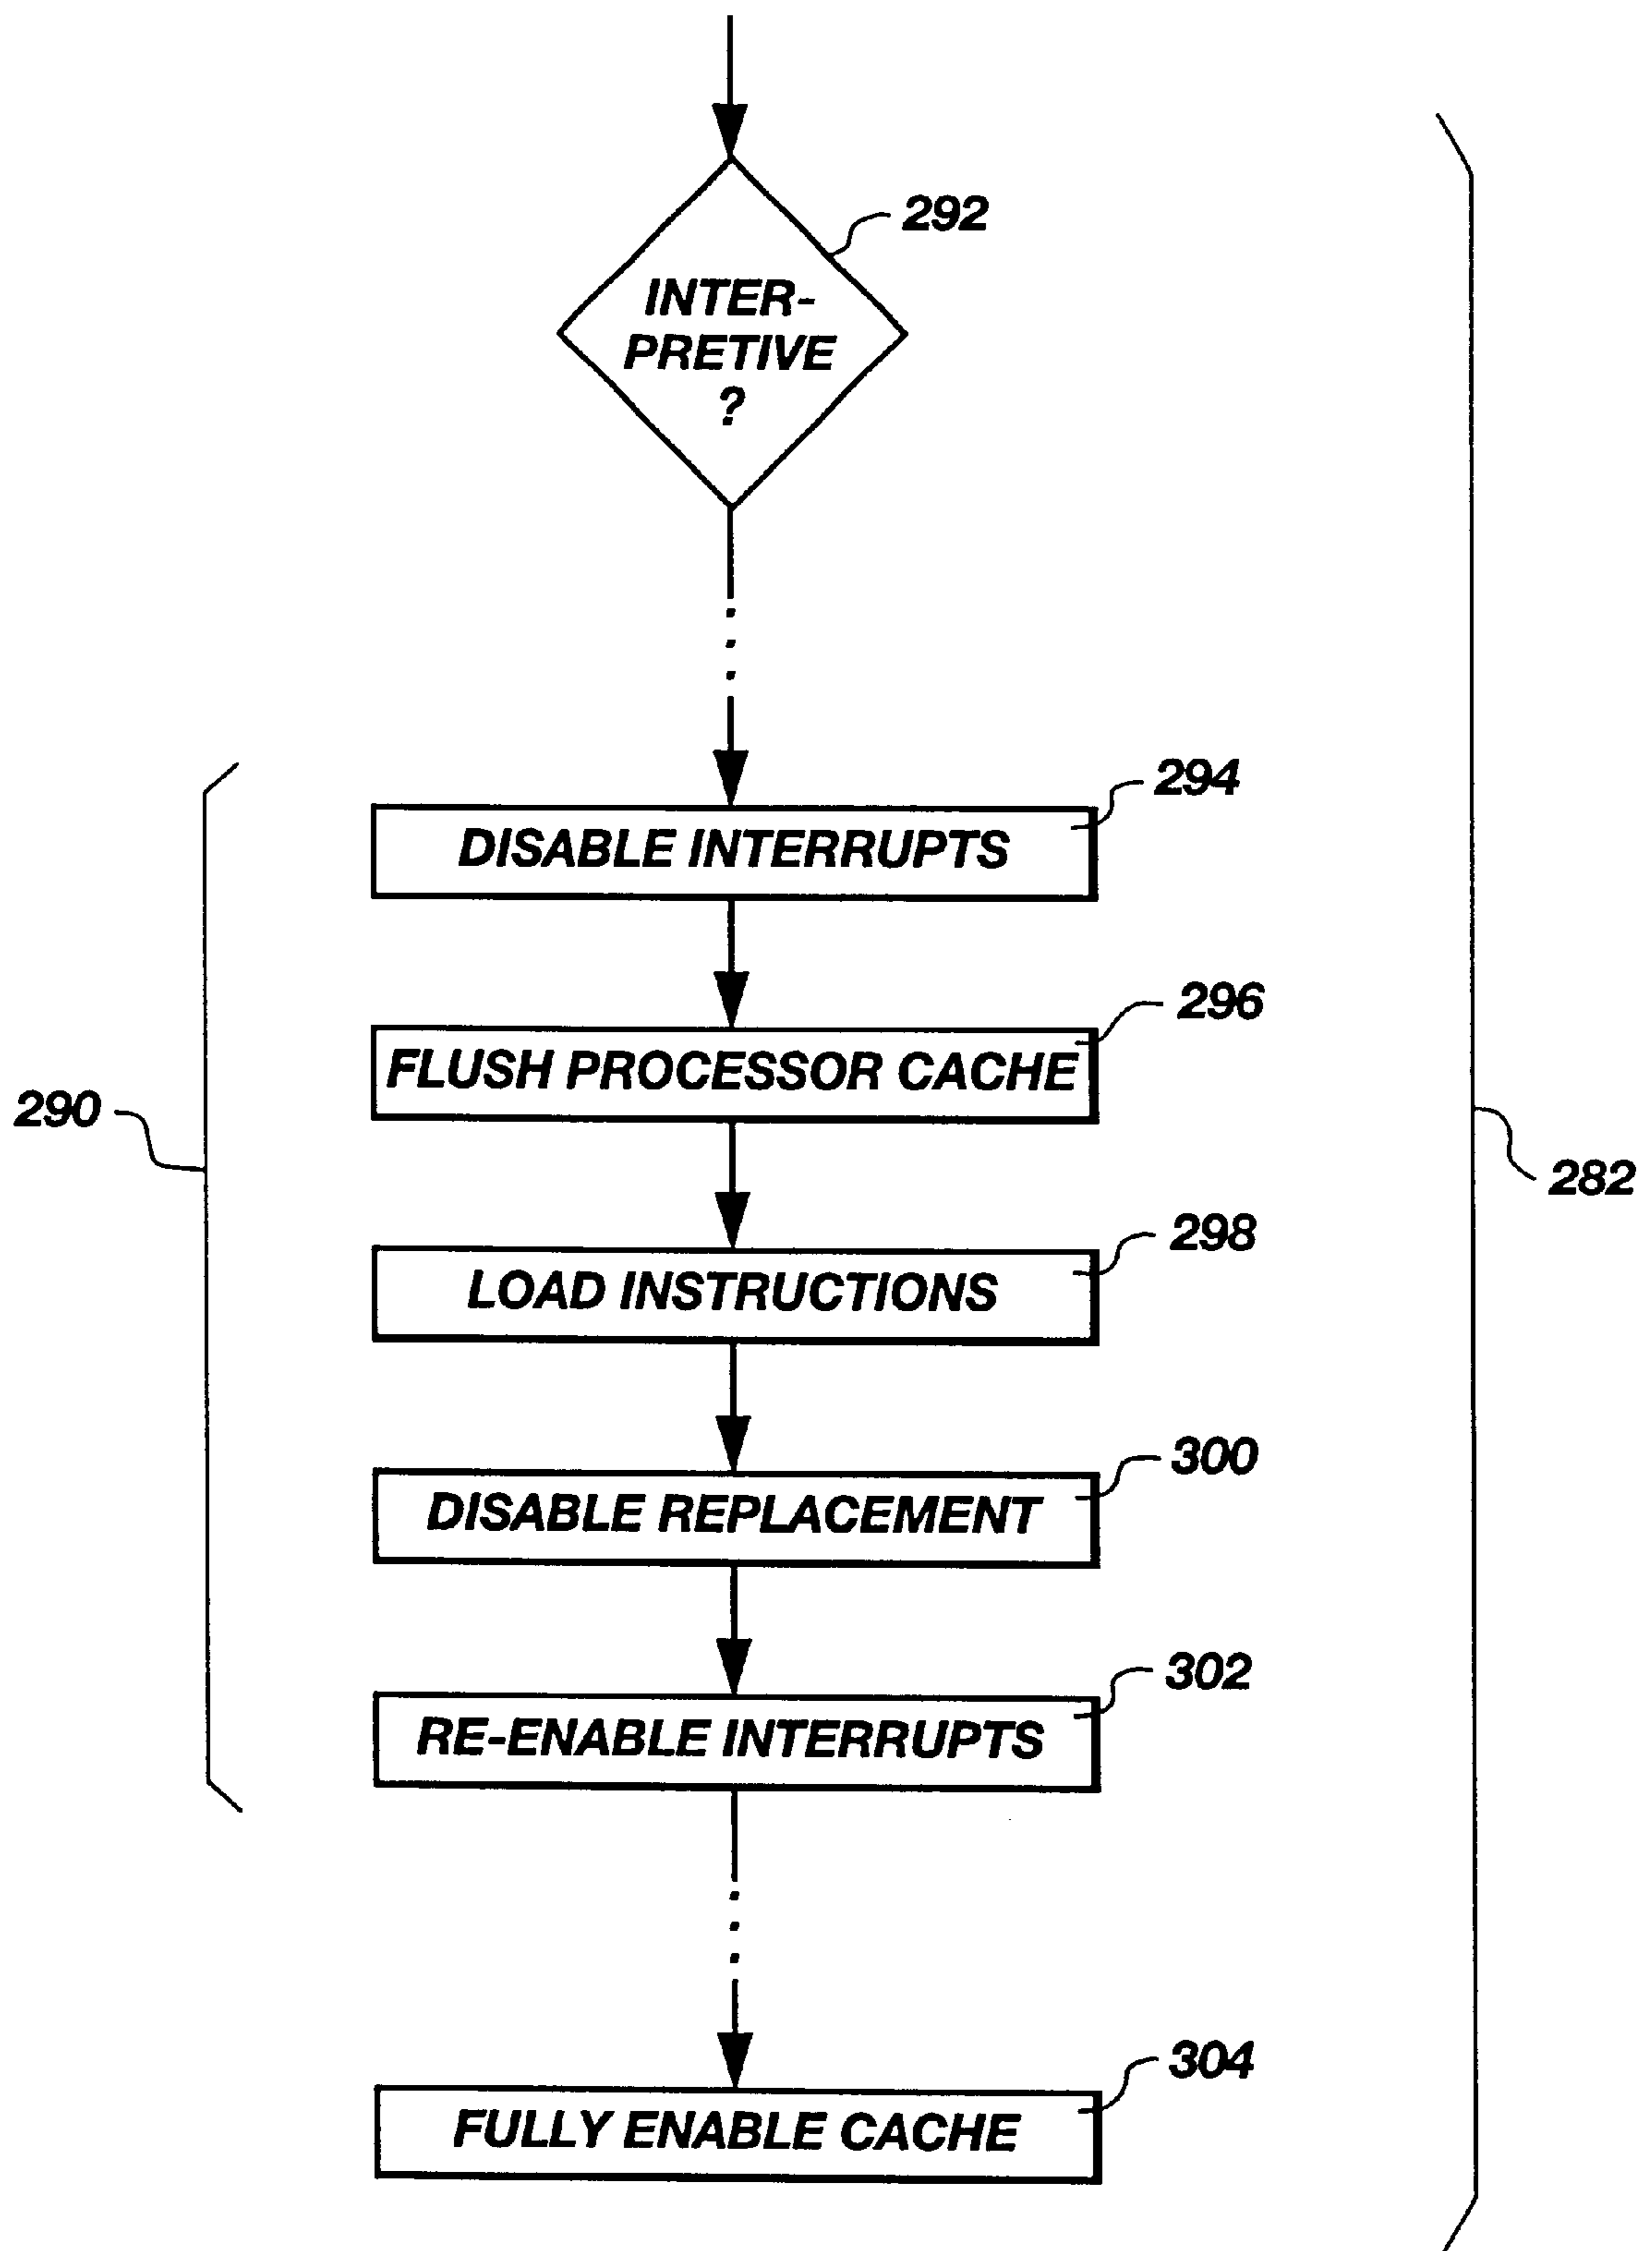 292
INTER-
PRETIVE
?
294
DISABLE INTERRUPTS
296
FLUSH PROCESSOR CACHE
290
282
298
LOAD INSTRUCTIONS
300
DISABLE REPLACEMENT
302
RE-ENABLE INTERRUPTS
304
FULLY ENABLE CACHE